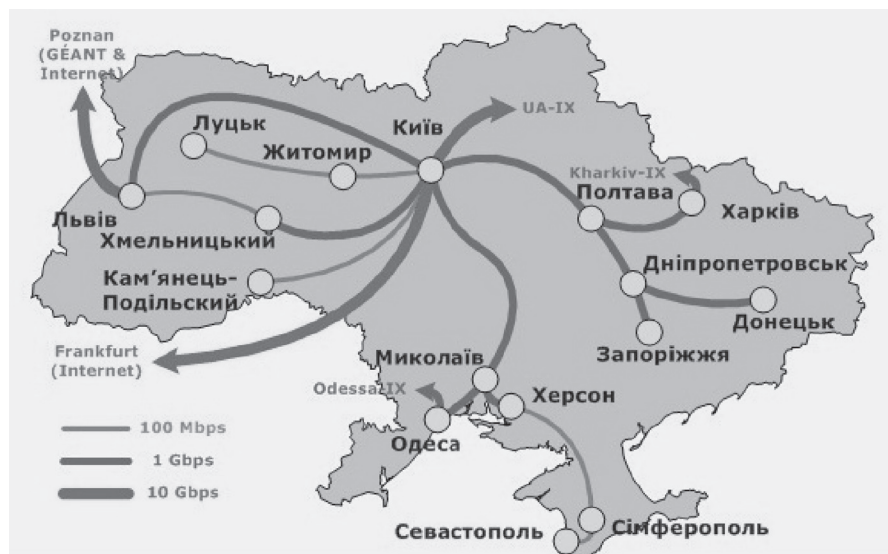 Poznan
(GÉANT &
Internet)
Луцьк
Київ
UA-IX
Житомир
Kharkiv-IX
Полтава
Львів
Харків
Хмельницький
Кам’янець-
Подільский
Дніпропетровськ
Донецьк
Запоріжжя
Frankfurt
(Internet)
Миколаїв
Odessa-IX
Херсон
Одеса
100 Mbps
1 Gbps
10 Gbps
Севастополь
Сімферополь